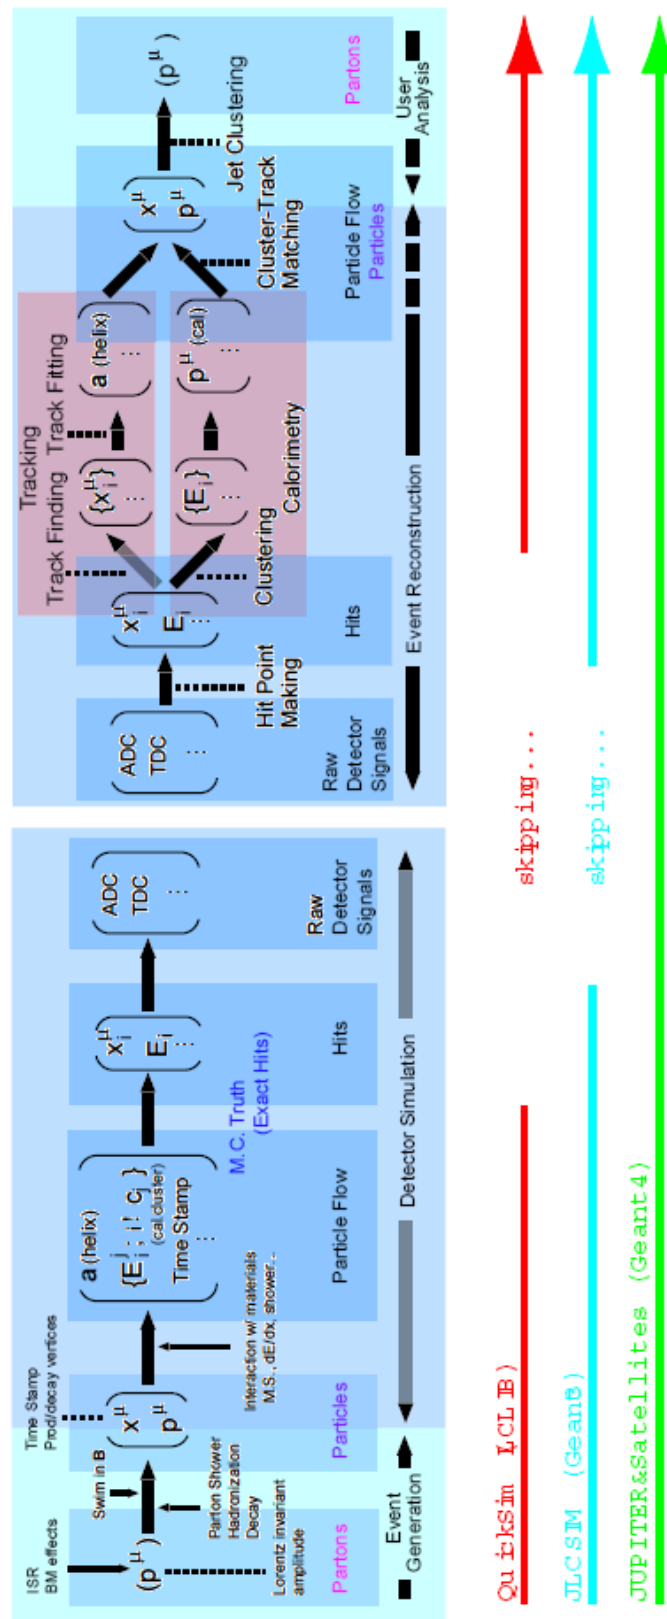 ISR
BM effects
(p^μ)
Swim in B
Parton Shower
Hadronization
Decay
Lorentz invariant
amplitude
Partons
Event
Generation
Time Stamp
Prod/decay vertices
x^μ
p^μ
Particles
Interaction w/ materials
M.S., dE/dx, shower...
a (helix)
{E_i^j ; i ! c_j }
(cal.cluster)
Time Stamp
⋮
Particle Flow
M.C. Truth
(Exact Hits)
x_i^μ
E_i
⋮
Hits
ADC
TDC
⋮
Raw
Detector
Signals
Detector Simulation
ADC
TDC
⋮
Raw
Detector
Signals
Hit Point
Making
x_i^μ
E_i
⋮
Hits
Tracking
Track Finding
Track Fitting
{x_i^μ}
⋮
a (helix)
⋮
{E_i}
⋮
p^μ (cal)
⋮
Clustering
Calorimetry
Event Reconstruction
x^μ
p^μ
Cluster-Track
Matching
Particle Flow
Particles
Jet Clustering
(p^μ)
Partons
User
Analysis
QuickSim (LCLIB)
skipping...
JLCSIM (Geant3)
skipping...
JUPITER&Satellites (Geant4)